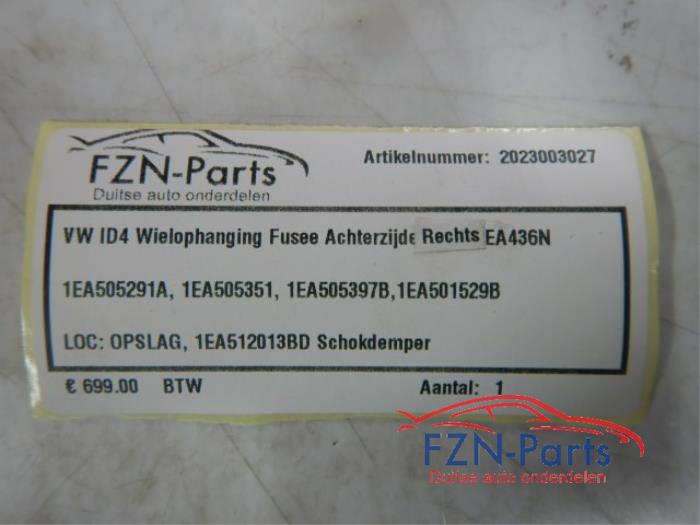 FZN-Parts
Duitse auto onderdelen
Artikelnummer: 2023003027
VW ID4 Wielophanging Fusee Achterzijde Rechts EA436N
1EA505291A, 1EA505351, 1EA505397B,1EA501529B
LOC: OPSLAG, 1EA512013BD Schokdemper
€ 699.00 BTW Aantal: 1
FZN-Parts
Duitse auto onderdelen